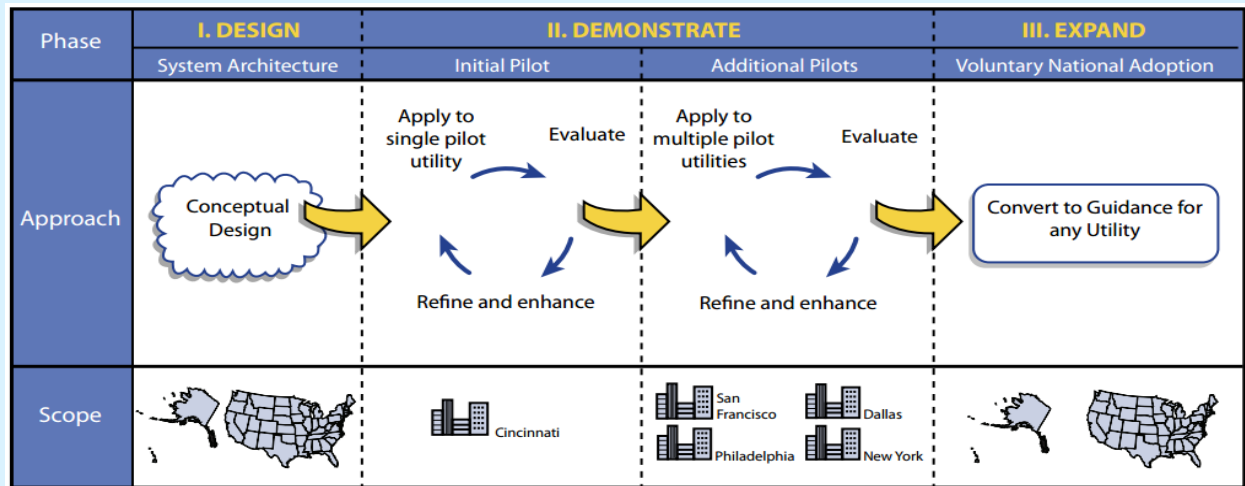 Phase
I. DESIGN
II. DEMONSTRATE
III. EXPAND
System Architecture
Initial Pilot
Additional Pilots
Voluntary National Adoption
Approach
Conceptual
Design
Apply to
single pilot
utility
Evaluate
Refine and enhance
Apply to
multiple pilot
utilities
Evaluate
Refine and enhance
Convert to Guidance for
any Utility
Scope
Cincinnati
San
Francisco
Dallas
Philadelphia
New York